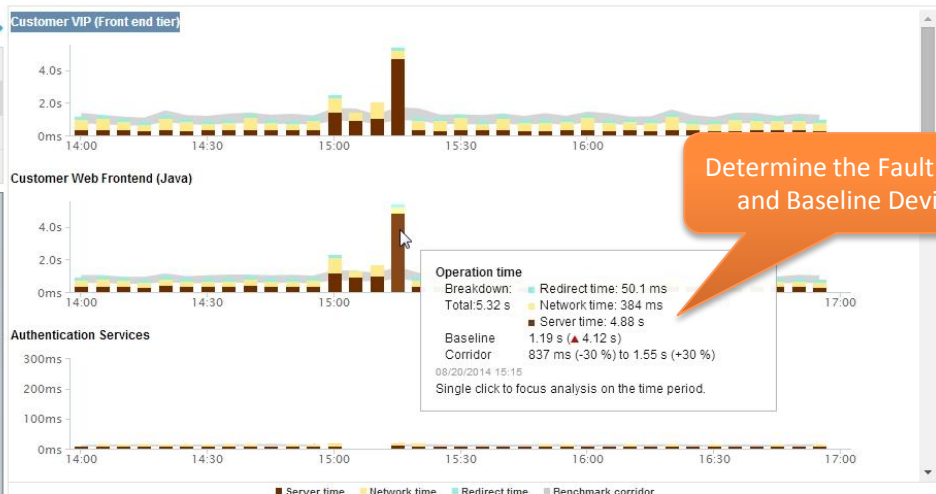 Customer VIP (Front end tier)
4.0s
2.0s
0ms
14:00 14:30 15:00 15:30 16:00
Determine the Fault
and Baseline Devi
Customer Web Frontend (Java)
4.0s
2.0s
0ms
14:00 14:30 15:00 17:00
Operation time
Breakdown: Redirect time: 50.1 ms
Total:5.32 s Network time: 384 ms
Server time: 4.88 s
Baseline 1.19 s (▲ 4.12 s)
Corridor 837 ms (-30 %) to 1.55 s (+30 %)
08/20/2014 15:15
Single click to focus analysis on the time period.
Authentication Services
300ms
200ms
100ms
0ms
14:00 14:30 15:00 15:30 16:00 16:30 17:00
Server time Network time Redirect time Benchmark corridor